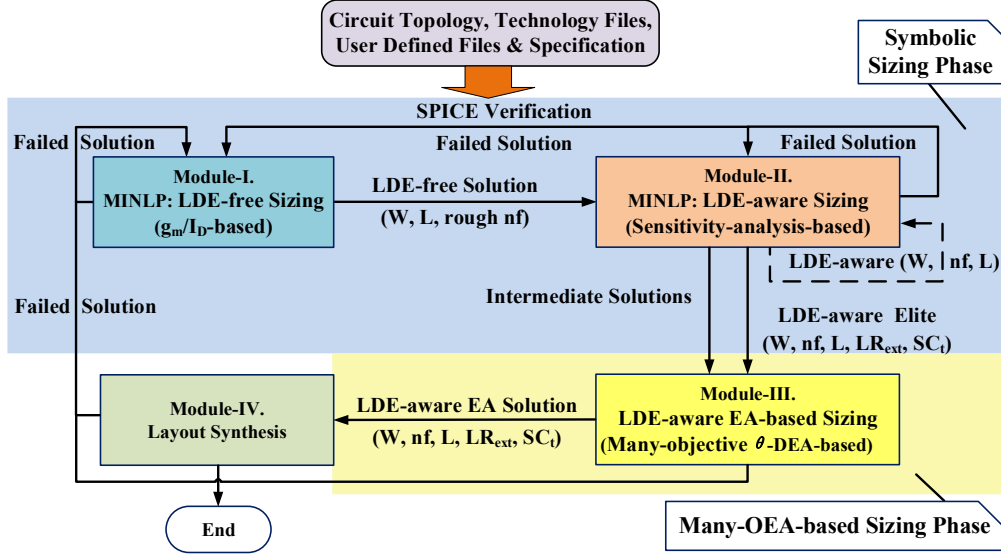 Circuit Topology, Technology Files,
User Defined Files & Specification
Symbolic
Sizing Phase
SPICE Verification
Failed Solution
Failed Solution
Failed Solution
Module-I.
MINLP: LDE-free Sizing
(gm/ID-based)
LDE-free Solution
(W, L, rough nf)
Module-II.
MINLP: LDE-aware Sizing
(Sensitivity-analysis-based)
LDE-aware (W, nf, L)
Intermediate Solutions
Failed Solution
LDE-aware Elite
(W, nf, L, LRext, SCt)
Module-IV.
Layout Synthesis
LDE-aware EA Solution
(W, nf, L, LRext, SCt)
Module-III.
LDE-aware EA-based Sizing
(Many-objective θ-DEA-based)
End
Many-OEA-based Sizing Phase